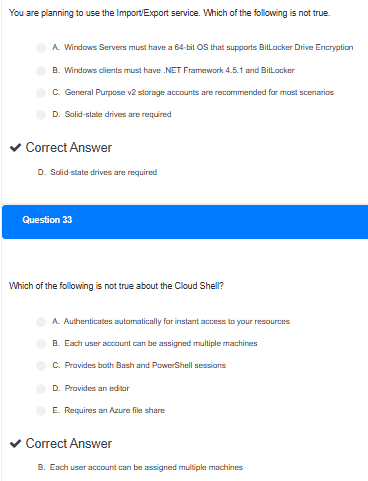 You are planning to use the Import/Export service. Which of the following is not true.
A. Windows Servers must have a 64-bit OS that supports BitLocker Drive Encryption
B. Windows clients must have .NET Framework 4.5.1 and BitLocker
C. General Purpose v2 storage accounts are recommended for most scenarios
D. Solid-state drives are required
✔ Correct Answer
D. Solid-state drives are required
Question 33
Which of the following is not true about the Cloud Shell?
A. Authenticates automatically for instant access to your resources
B. Each user account can be assigned multiple machines
C. Provides both Bash and PowerShell sessions
D. Provides an editor
E. Requires an Azure file share
✔ Correct Answer
B. Each user account can be assigned multiple machines